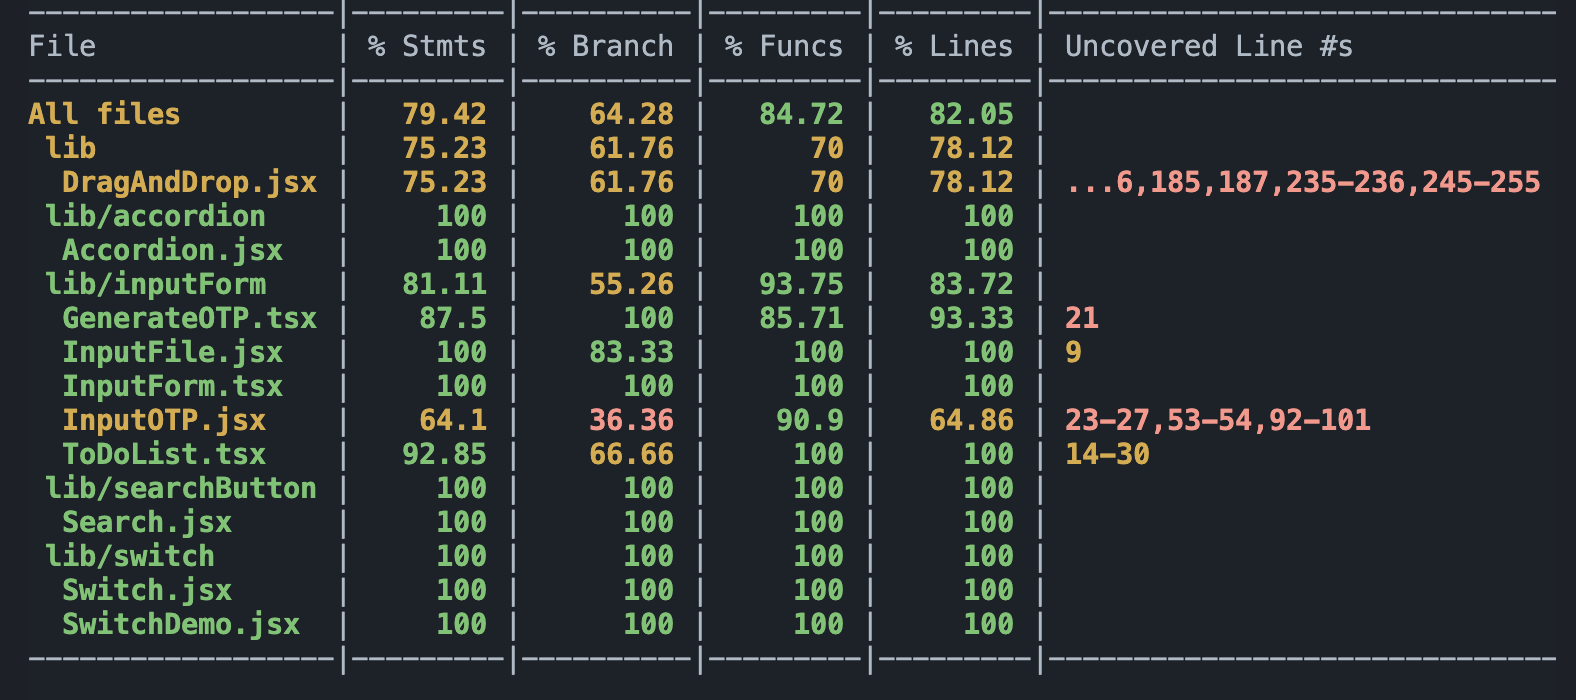 File | % Stmts | % Branch | % Funcs | % Lines | Uncovered Line #s
All files | 79.42 | 64.28 | 84.72 | 82.05 |
lib | 75.23 | 61.76 | 70 | 78.12 |
DragAndDrop.jsx | 75.23 | 61.76 | 70 | 78.12 | ...6,185,187,235-236,245-255
lib/accordion | 100 | 100 | 100 | 100 |
Accordion.jsx | 100 | 100 | 100 | 100 |
lib/inputForm | 81.11 | 55.26 | 93.75 | 83.72 |
GenerateOTP.tsx | 87.5 | 100 | 85.71 | 93.33 | 21
InputFile.jsx | 100 | 83.33 | 100 | 100 | 9
InputForm.tsx | 100 | 100 | 100 | 100 |
InputOTP.jsx | 64.1 | 36.36 | 90.9 | 64.86 | 23-27,53-54,92-101
ToDoList.tsx | 92.85 | 66.66 | 100 | 100 | 14-30
lib/searchButton | 100 | 100 | 100 | 100 |
Search.jsx | 100 | 100 | 100 | 100 |
lib/switch | 100 | 100 | 100 | 100 |
Switch.jsx | 100 | 100 | 100 | 100 |
SwitchDemo.jsx | 100 | 100 | 100 | 100 |